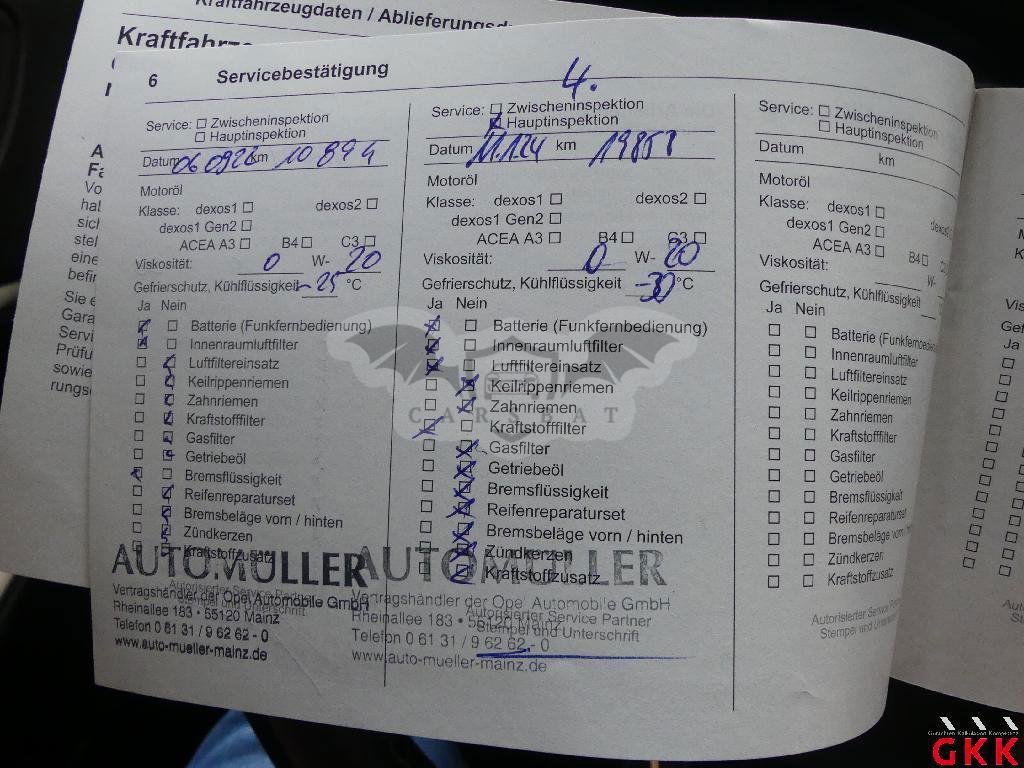 Kraftfahrzeugdaten / Ablieferungsd
Kraftfahrze
6 Servicebestätigung
4.
Service: ☐ Zwischeninspektion
☐ Hauptinspektion
Datum 06 09 km 10894
Motoröl
Klasse: dexos1 ☐ dexos2 ☐
dexos1 Gen2 ☐
ACEA A3 ☐ B4 ☐ C3 ☐
Viskosität: 0 W- 20
Gefrierschutz, Kühlflüssigkeit -25 °C
Ja Nein
Batterie (Funkfernbedienung)
Innenraumluftfilter
Luftfiltereinsatz
Keilrippenriemen
Zahnriemen
Kraftstofffilter
Gasfilter
Getriebeöl
Bremsflüssigkeit
Reifenreparaturset
Bremsbeläge vorn / hinten
Zündkerzen
Kraftstoffzusatz
AUTO.MÜLLER
Vertragshändler der Opel Automobile GmbH
Rheinallee 183 • 55120 Mainz
Telefon 0 61 31 / 9 62 62 - 0
www.auto-mueller-mainz.de
Service: ☐ Zwischeninspektion
☒ Hauptinspektion
Datum 11.1.24 km
Motoröl
Klasse: dexos1 ☐ dexos2 ☐
dexos1 Gen2 ☐
ACEA A3 ☐ B4 ☐ C3 ☐
Viskosität: 0 W- 20
Gefrierschutz, Kühlflüssigkeit -30 °C
Ja Nein
Batterie (Funkfernbedienung)
Innenraumluftfilter
Luftfiltereinsatz
Keilrippenriemen
Zahnriemen
Kraftstofffilter
Gasfilter
Getriebeöl
Bremsflüssigkeit
Reifenreparaturset
Bremsbeläge vorn / hinten
Zündkerzen
Kraftstoffzusatz
AUTO MÜLLER
Vertragshändler der Opel Automobile GmbH
Autorisierter Service Partner
Rheinallee 183 • 55120 Mainz
Stempel und Unterschrift
Telefon 0 61 31 / 9 62 62 - 0
www.auto-mueller-mainz.de
Service: ☐ Zwischeninspektion
☐ Hauptinspektion
Datum km
Motoröl
Klasse: dexos1 ☐
dexos1 Gen2 ☐
ACEA A3 ☐ B4 ☐
Viskosität: W-
Gefrierschutz, Kühlflüssigkeit
Ja Nein
Batterie (Funkfernbedie
Innenraumluftfilter
Luftfiltereinsatz
Keilrippenriemen
Zahnriemen
Kraftstofffilter
Gasfilter
Getriebeöl
Bremsflüssigkeit
Reifenreparaturset
Bremsbeläge vorn
Zündkerzen
Kraftstoffzusatz
Autorisierter Service
Stempel und Unters
CARSBAT
GKK